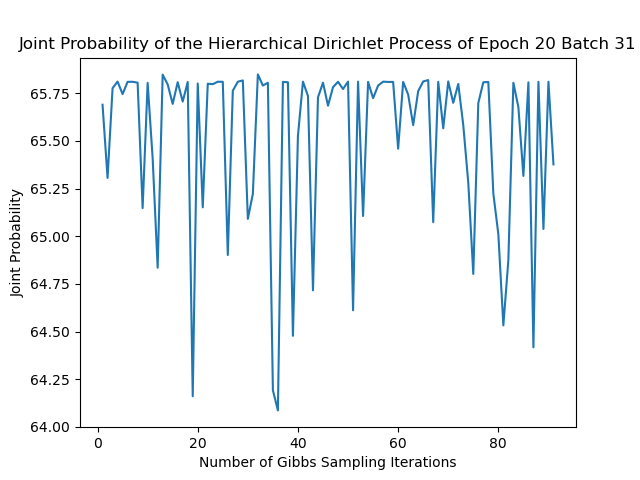 Joint Probability of the Hierarchical Dirichlet Process of Epoch 20 Batch 31
65.75
65.50
65.25
65.00
64.75
64.50
64.25
64.00
Joint Probability
0 20 40 60 80
Number of Gibbs Sampling Iterations